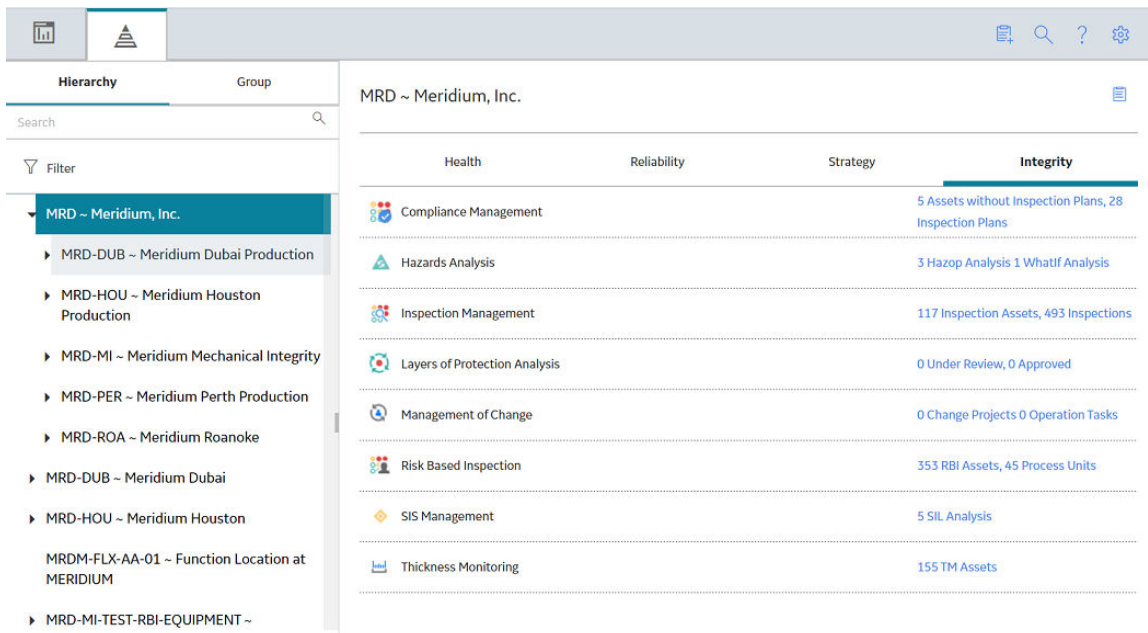 Hierarchy
Group
Search
Filter
MRD ~ Meridium, Inc.
MRD-DUB ~ Meridium Dubai Production
MRD-HOU ~ Meridium Houston
Production
MRD-MI ~ Meridium Mechanical Integrity
MRD-PER ~ Meridium Perth Production
MRD-ROA ~ Meridium Roanoke
MRD-DUB ~ Meridium Dubai
MRD-HOU ~ Meridium Houston
MRDM-FLX-AA-01 ~ Function Location at
MERIDIUM
MRD-MI-TEST-RBI-EQUIPMENT ~
MRD ~ Meridium, Inc.
Health
Reliability
Strategy
Integrity
Compliance Management
5 Assets without Inspection Plans, 28
Inspection Plans
Hazards Analysis
3 Hazop Analysis 1 WhatIf Analysis
Inspection Management
117 Inspection Assets, 493 Inspections
Layers of Protection Analysis
0 Under Review, 0 Approved
Management of Change
0 Change Projects 0 Operation Tasks
Risk Based Inspection
353 RBI Assets, 45 Process Units
SIS Management
5 SIL Analysis
Thickness Monitoring
155 TM Assets